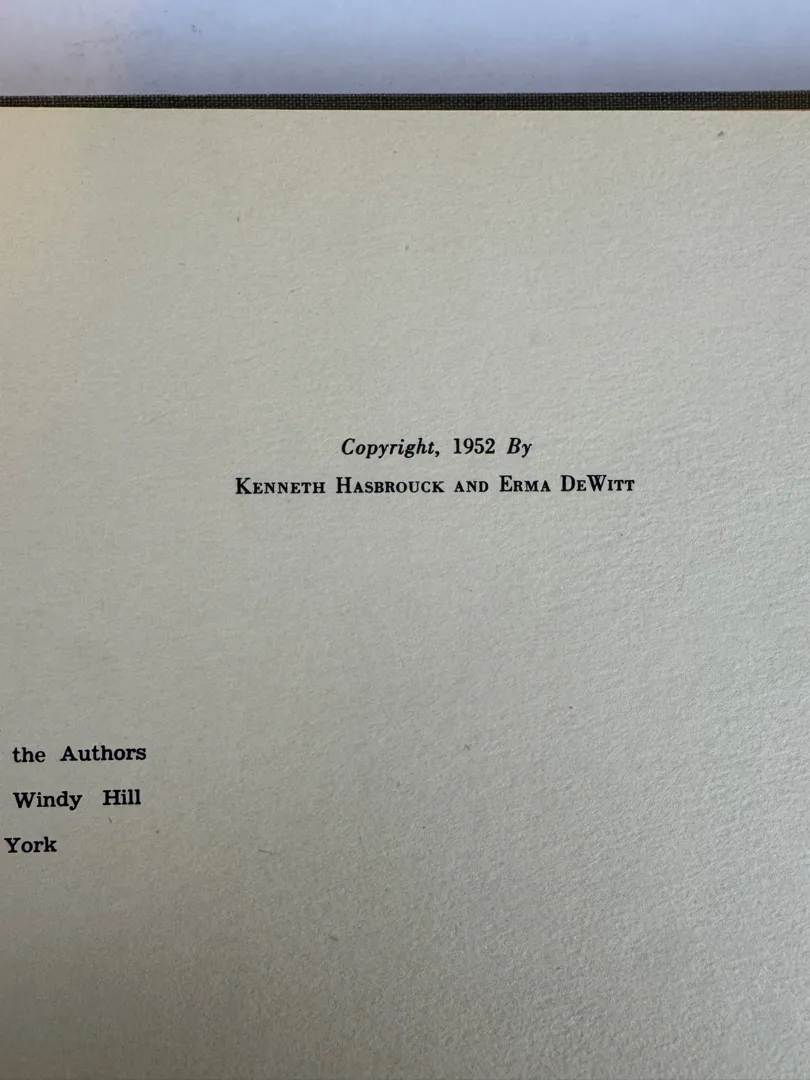 Copyright, 1952 By
KENNETH HASBROUCK AND ERMA DEWITT
the Authors
Windy Hill
York